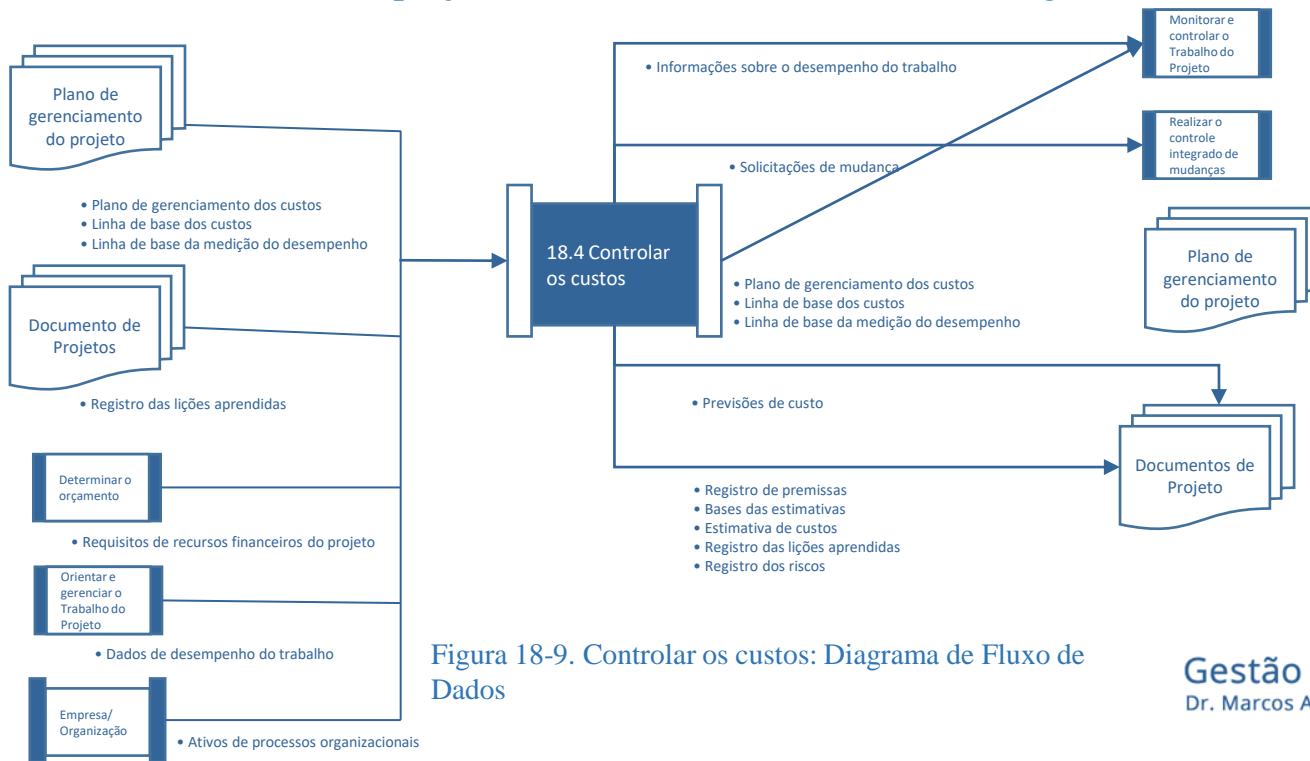 Plano de
gerenciamento
do projeto
• Plano de gerenciamento dos custos
• Linha de base dos custos
• Linha de base da medição do desempenho
Documento de
Projetos
• Registro das lições aprendidas
Determinar o
orçamento
• Requisitos de recursos financeiros do projeto
Orientar e
gerenciar o
Trabalho do
Projeto
• Dados de desempenho do trabalho
Empresa/
Organização
• Ativos de processos organizacionais
18.4 Controlar
os custos
• Informações sobre o desempenho do trabalho
• Solicitações de mudança
• Plano de gerenciamento dos custos
• Linha de base dos custos
• Linha de base da medição do desempenho
• Previsões de custo
• Registro de premissas
• Bases das estimativas
• Estimativa de custos
• Registro das lições aprendidas
• Registro dos riscos
Monitorar e
controlar o
Trabalho do
Projeto
Realizar o
controle
integrado de
mudanças
Plano de
gerenciamento
do projeto
Documentos de
Projeto
Figura 18-9. Controlar os custos: Diagrama de Fluxo de
Dados
Gestão
Dr. Marcos A